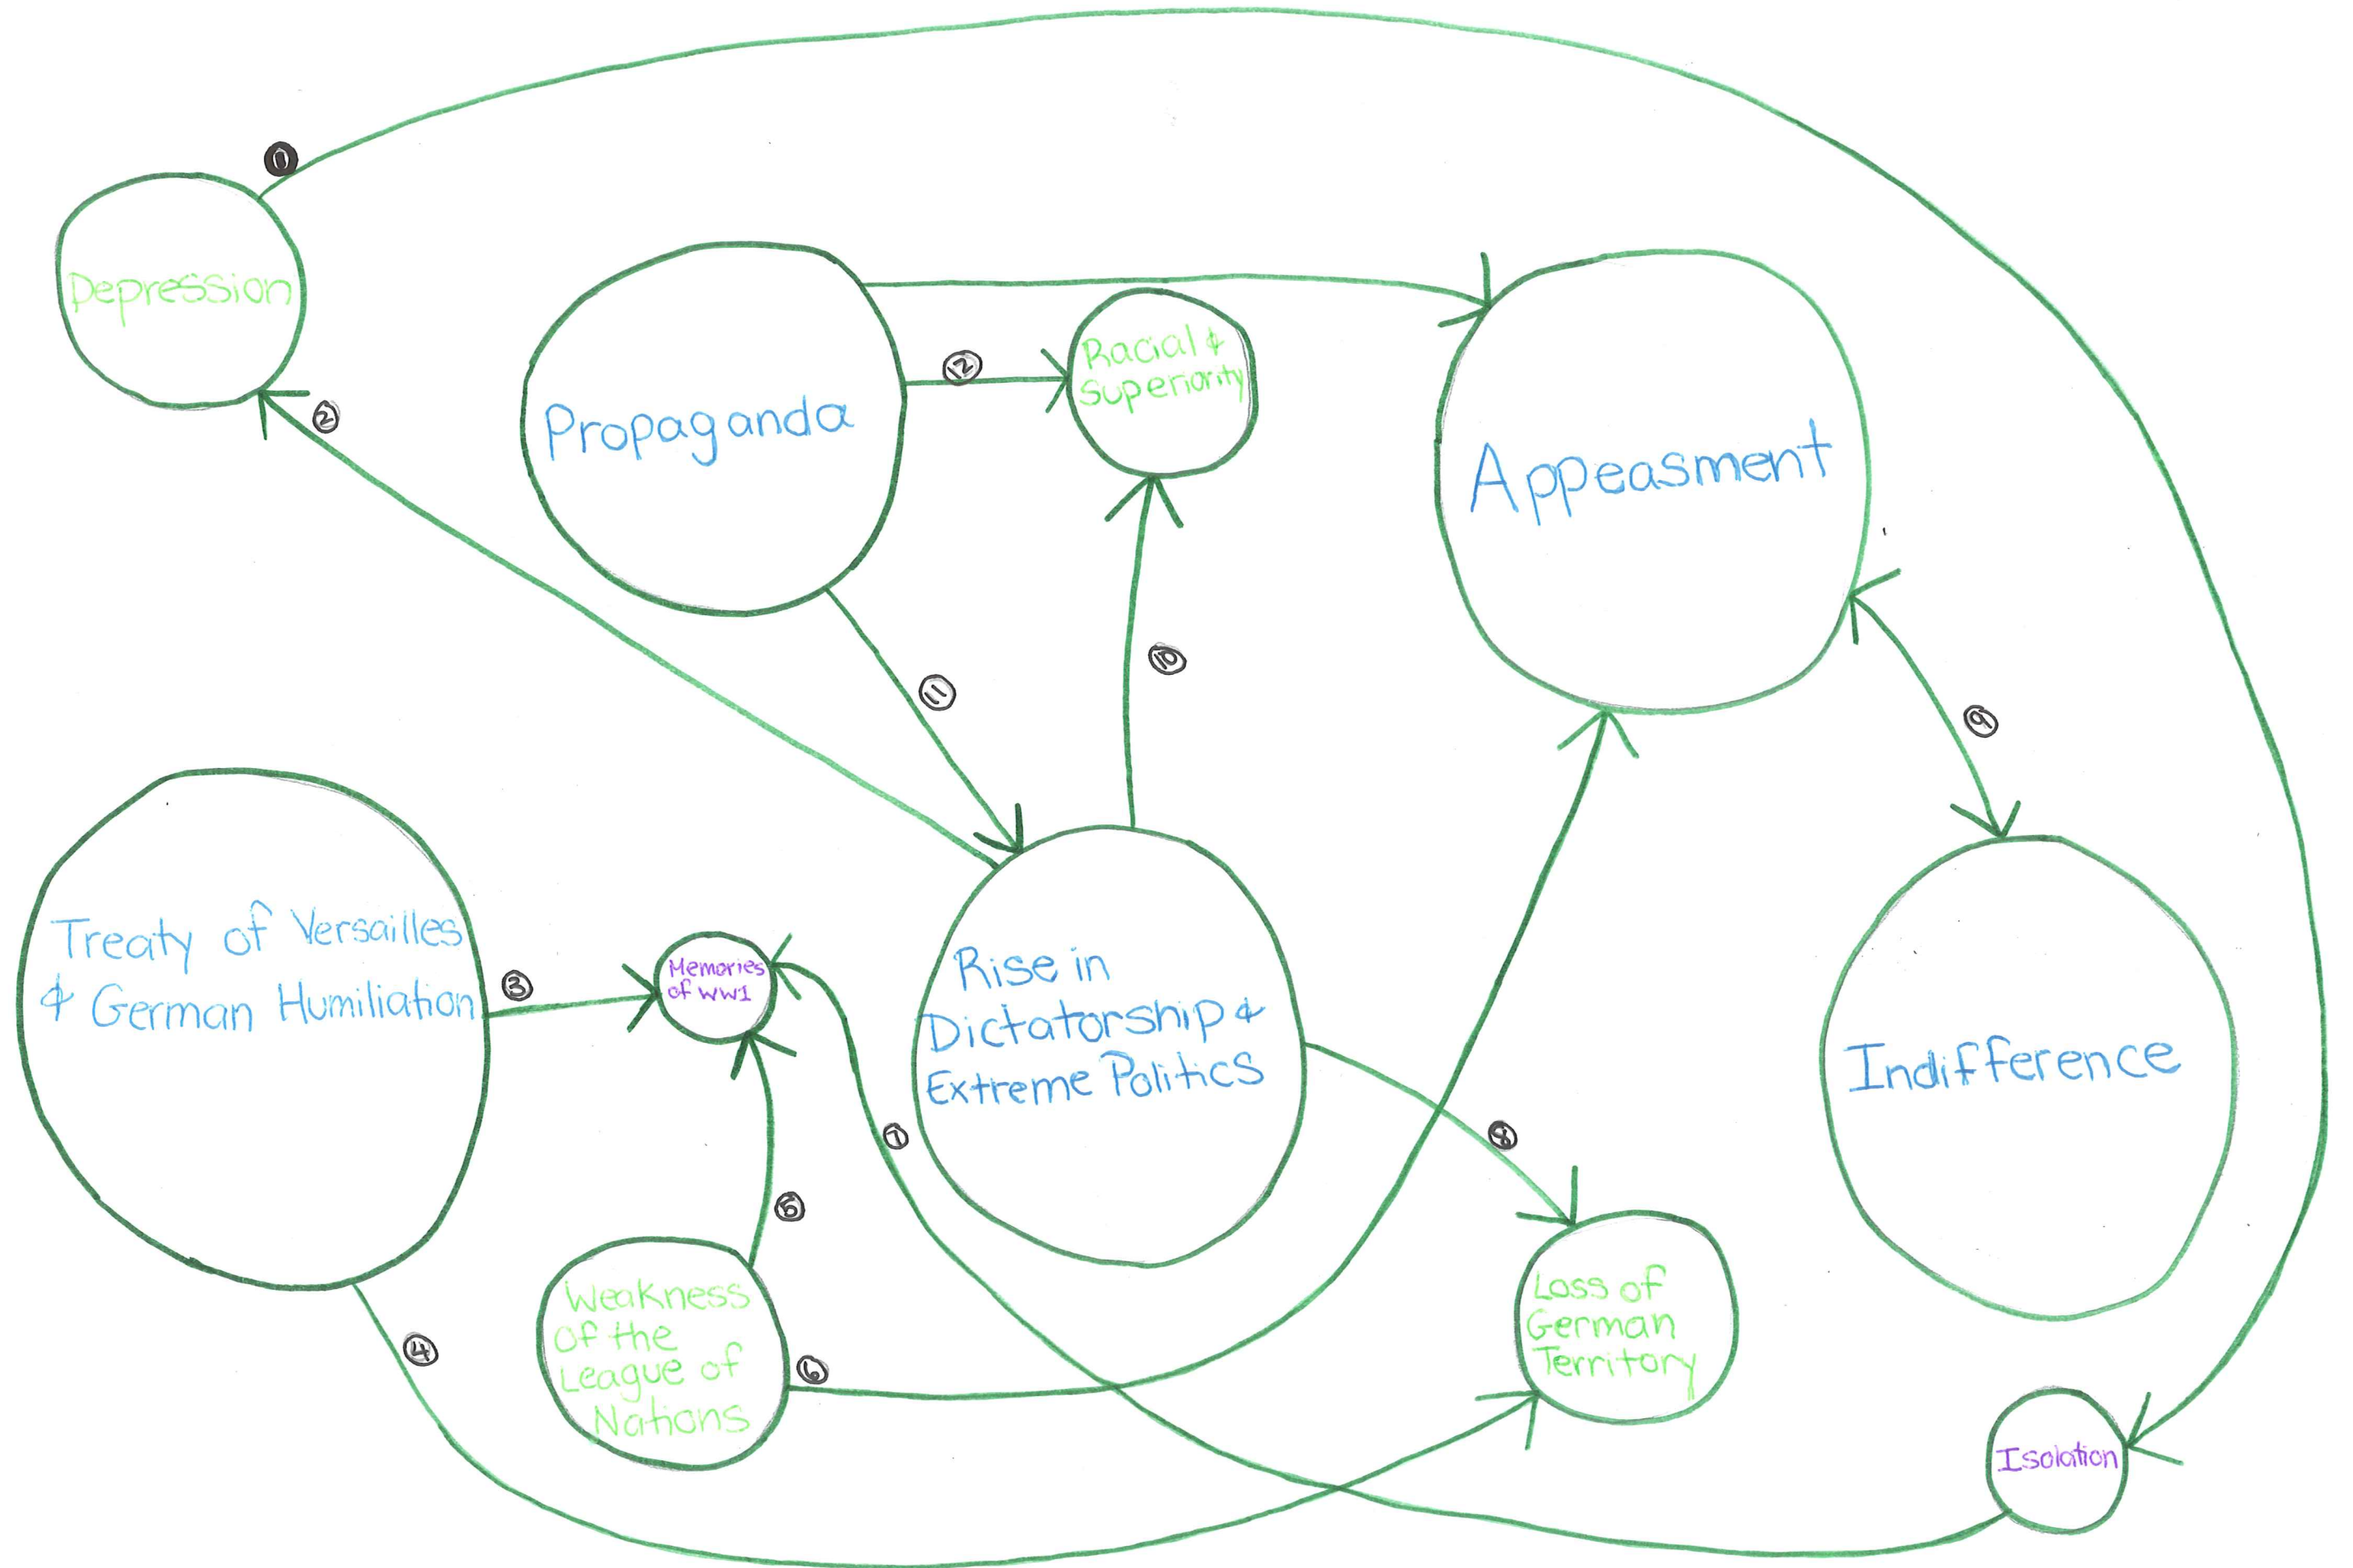 ①
Depression
②
Propaganda
⑫
Racial &
Superiority
Appeasment
⑪
⑩
⑨
Treaty of Versailles
& German Humiliation
③
Memories
of WW1
Rise in
Dictatorship &
Extreme Politics
Indifference
⑦
⑧
⑤
④
Weakness
Of the
League of
Nations
⑥
Loss of
German
Territory
Isolation